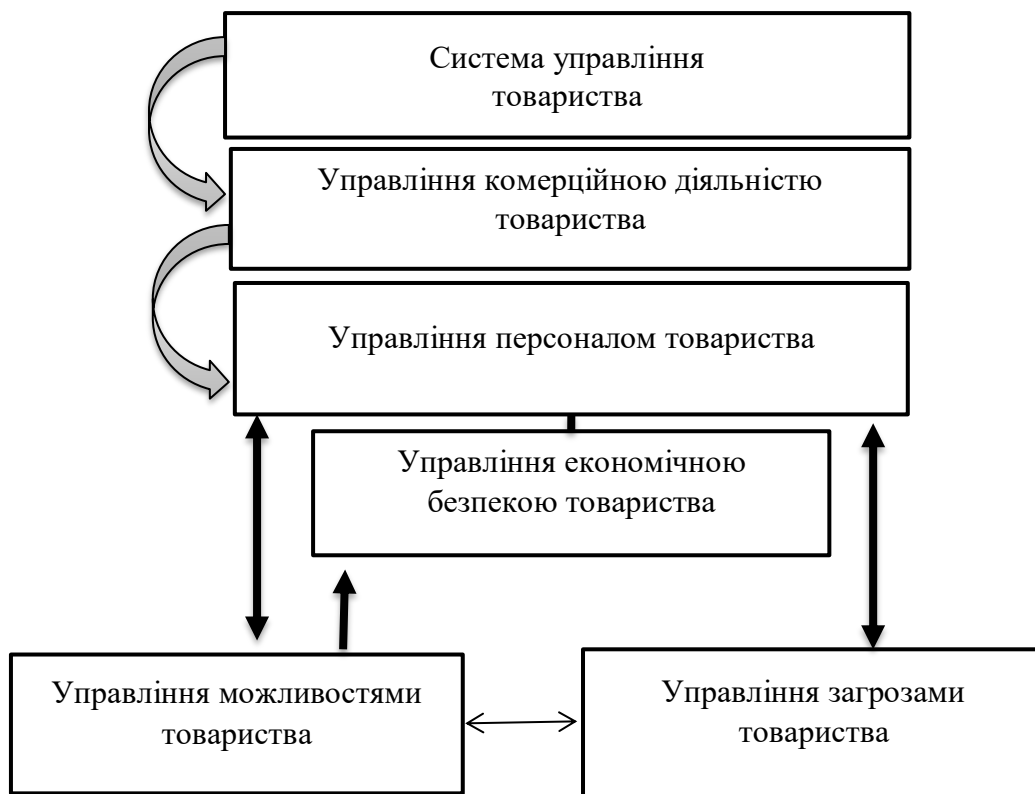 Система управління
товариства
Управління комерційною діяльністю
товариства
Управління персоналом товариства
Управління економічною
безпекою товариства
Управління можливостями
товариства
Управління загрозами
товариства